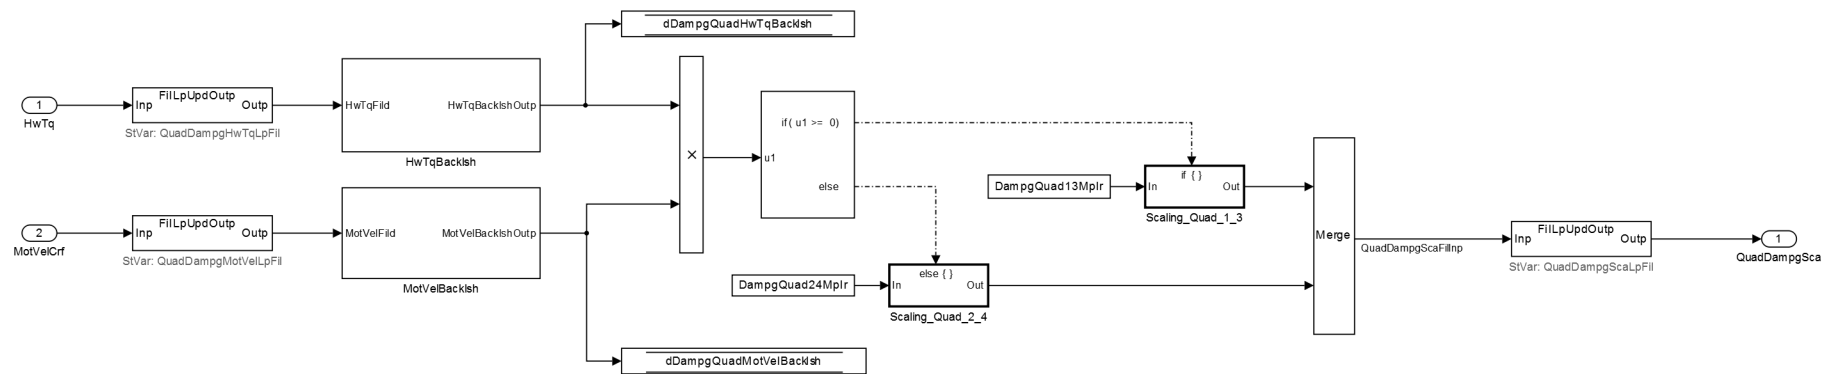 dDampgQuadHwTqBacklsh
1
HwTq
FilLpUpdOutp
Inp
Outp
StVar: QuadDampgHwTqLpFil
HwTqFild
HwTqBacklshOutp
HwTqBacklsh
×
u1
if( u1 >= 0)
else
DampgQuad13Mplr
if { }
In
Out
Scaling_Quad_1_3
2
MotVelCrf
FilLpUpdOutp
Inp
Outp
StVar: QuadDampgMotVelLpFil
MotVelFild
MotVelBacklshOutp
MotVelBacklsh
DampgQuad24Mplr
else { }
In
Out
Scaling_Quad_2_4
Merge
QuadDampgScaFilInp
FilLpUpdOutp
Inp
Outp
StVar: QuadDampgScaLpFil
1
QuadDampgSca
dDampgQuadMotVelBacklsh